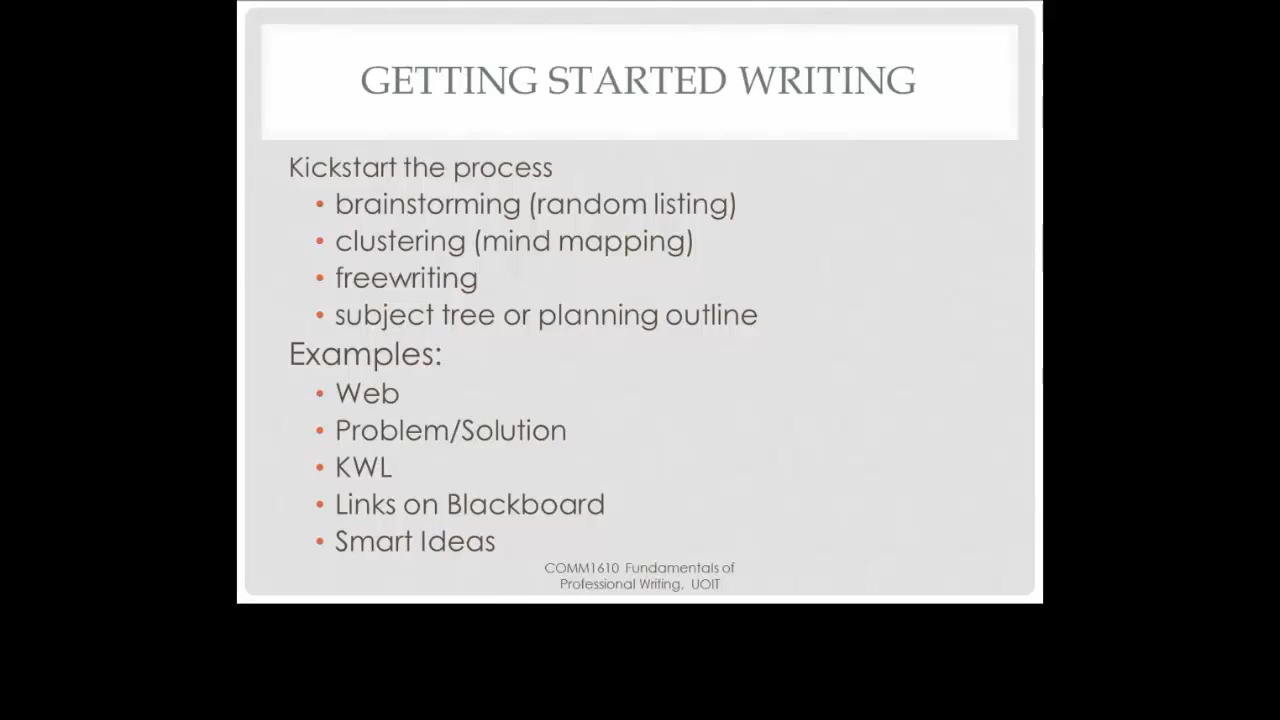 GETTING STARTED WRITING
Kickstart the process
• brainstorming (random listing)
• clustering (mind mapping)
• freewriting
• subject tree or planning outline
Examples:
• Web
• Problem/Solution
• KWL
• Links on Blackboard
• Smart Ideas
COMM1610 Fundamentals of
Professional Writing, UOIT